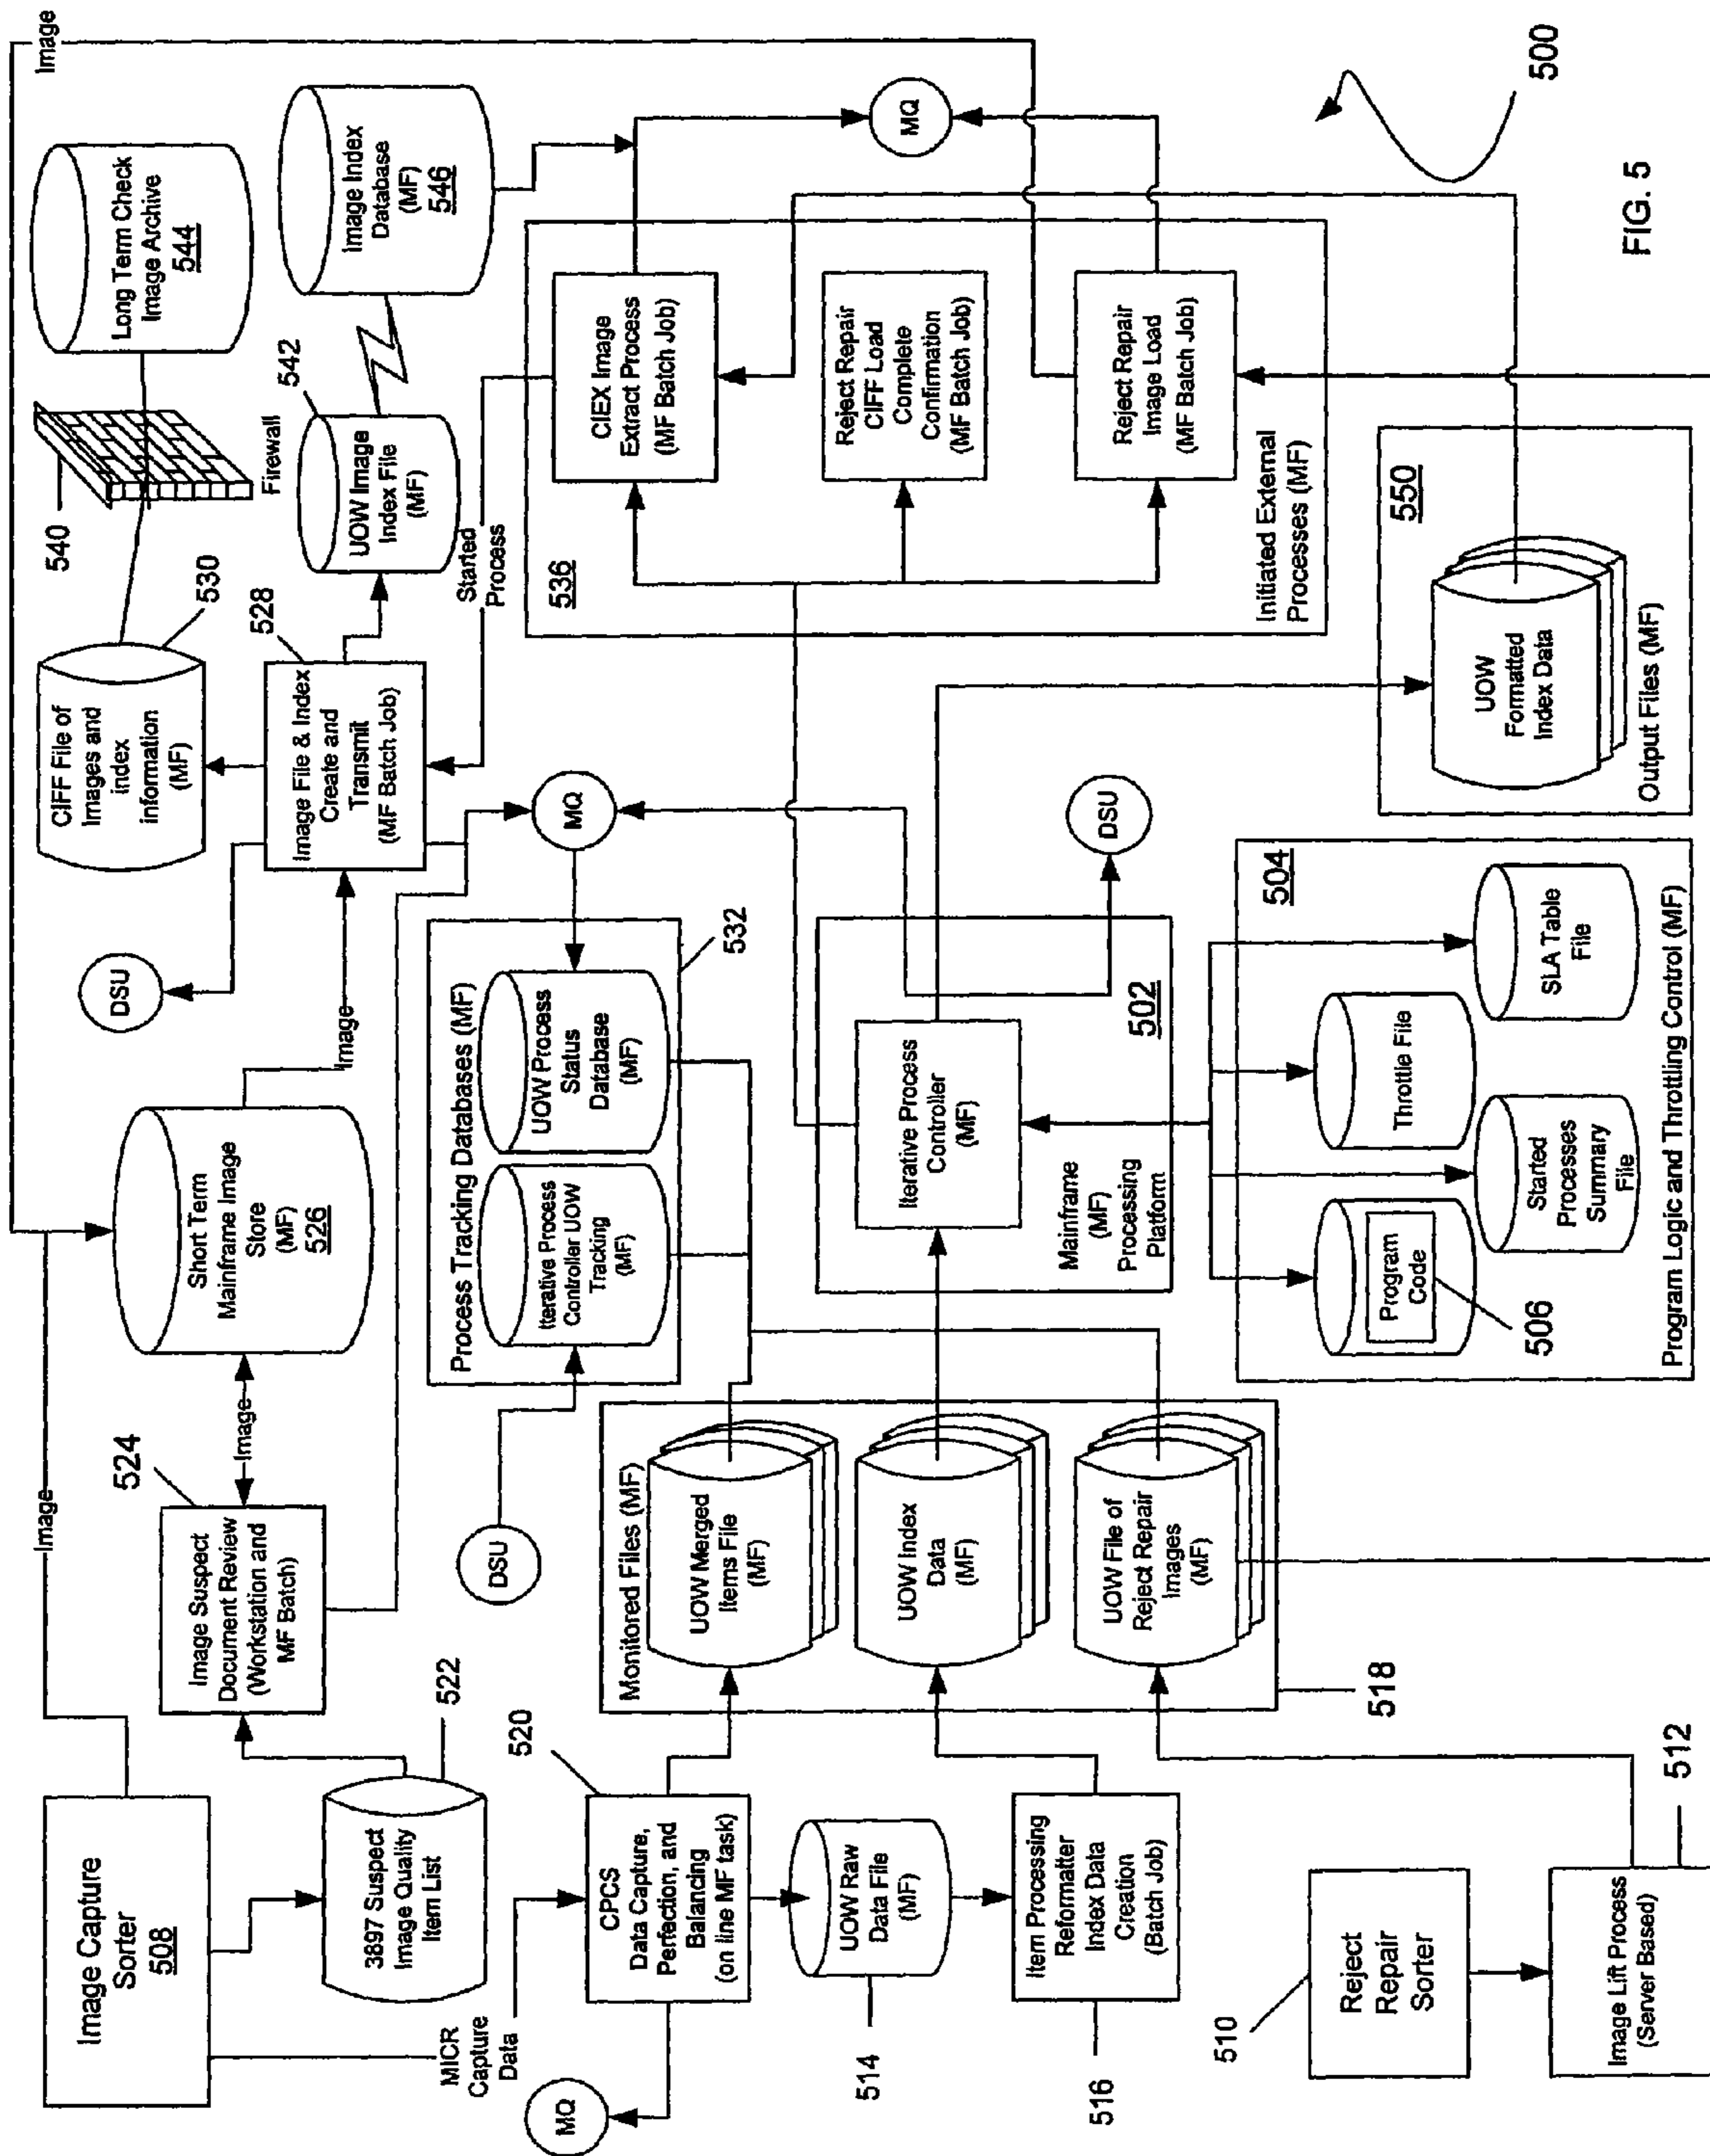 Image Capture
Sorter
508
Image
Image
3897 Suspect
Image Quality
Item List
522
Image Suspect
Document Review
(Workstation and
MF Batch)
524
Image
Short Term
Mainframe Image
Store
(MF)
526
Image
DSU
CIFF File of
Images and
index
information
(MF)
530
540
Firewall
Long Term Check
Image Archive
544
Image File & Index
Create and
Transmit
(MF Batch Job)
528
UOW Image
Index File
(MF)
542
Image Index
Database
(MF)
546
Started
Process
MICR
Capture
Data
MQ
CPCS
Data Capture,
Perfection, and
Balancing
(on line MF task)
520
UOW Raw
Data File
(MF)
514
Item Processing
Reformatter
Index Data
Creation
(Batch Job)
516
DSU
Process Tracking Databases (MF)
Iterative Process
Controller UOW
Tracking
(MF)
UOW Process
Status
Database
(MF)
532
MQ
Monitored Files (MF)
UOW Merged
Items File
(MF)
UOW Index
Data
(MF)
UOW File of
Reject Repair
Images
(MF)
518
Iterative Process
Controller
(MF)
Mainframe
(MF)
Processing
Platform
502
DSU
536
CIEX Image
Extract Process
(MF Batch Job)
Reject Repair
CIFF Load
Complete
Confirmation
(MF Batch Job)
Reject Repair
Image Load
(MF Batch Job)
Initiated External
Processes (MF)
MQ
Reject
Repair
Sorter
510
Image Lift Process
(Server Based)
512
504
Program
Code
506
Started
Processes
Summary
File
Throttle File
SLA Table
File
Program Logic and Throttling Control (MF)
550
UOW
Formatted
Index Data
Output Files (MF)
500
FIG. 5